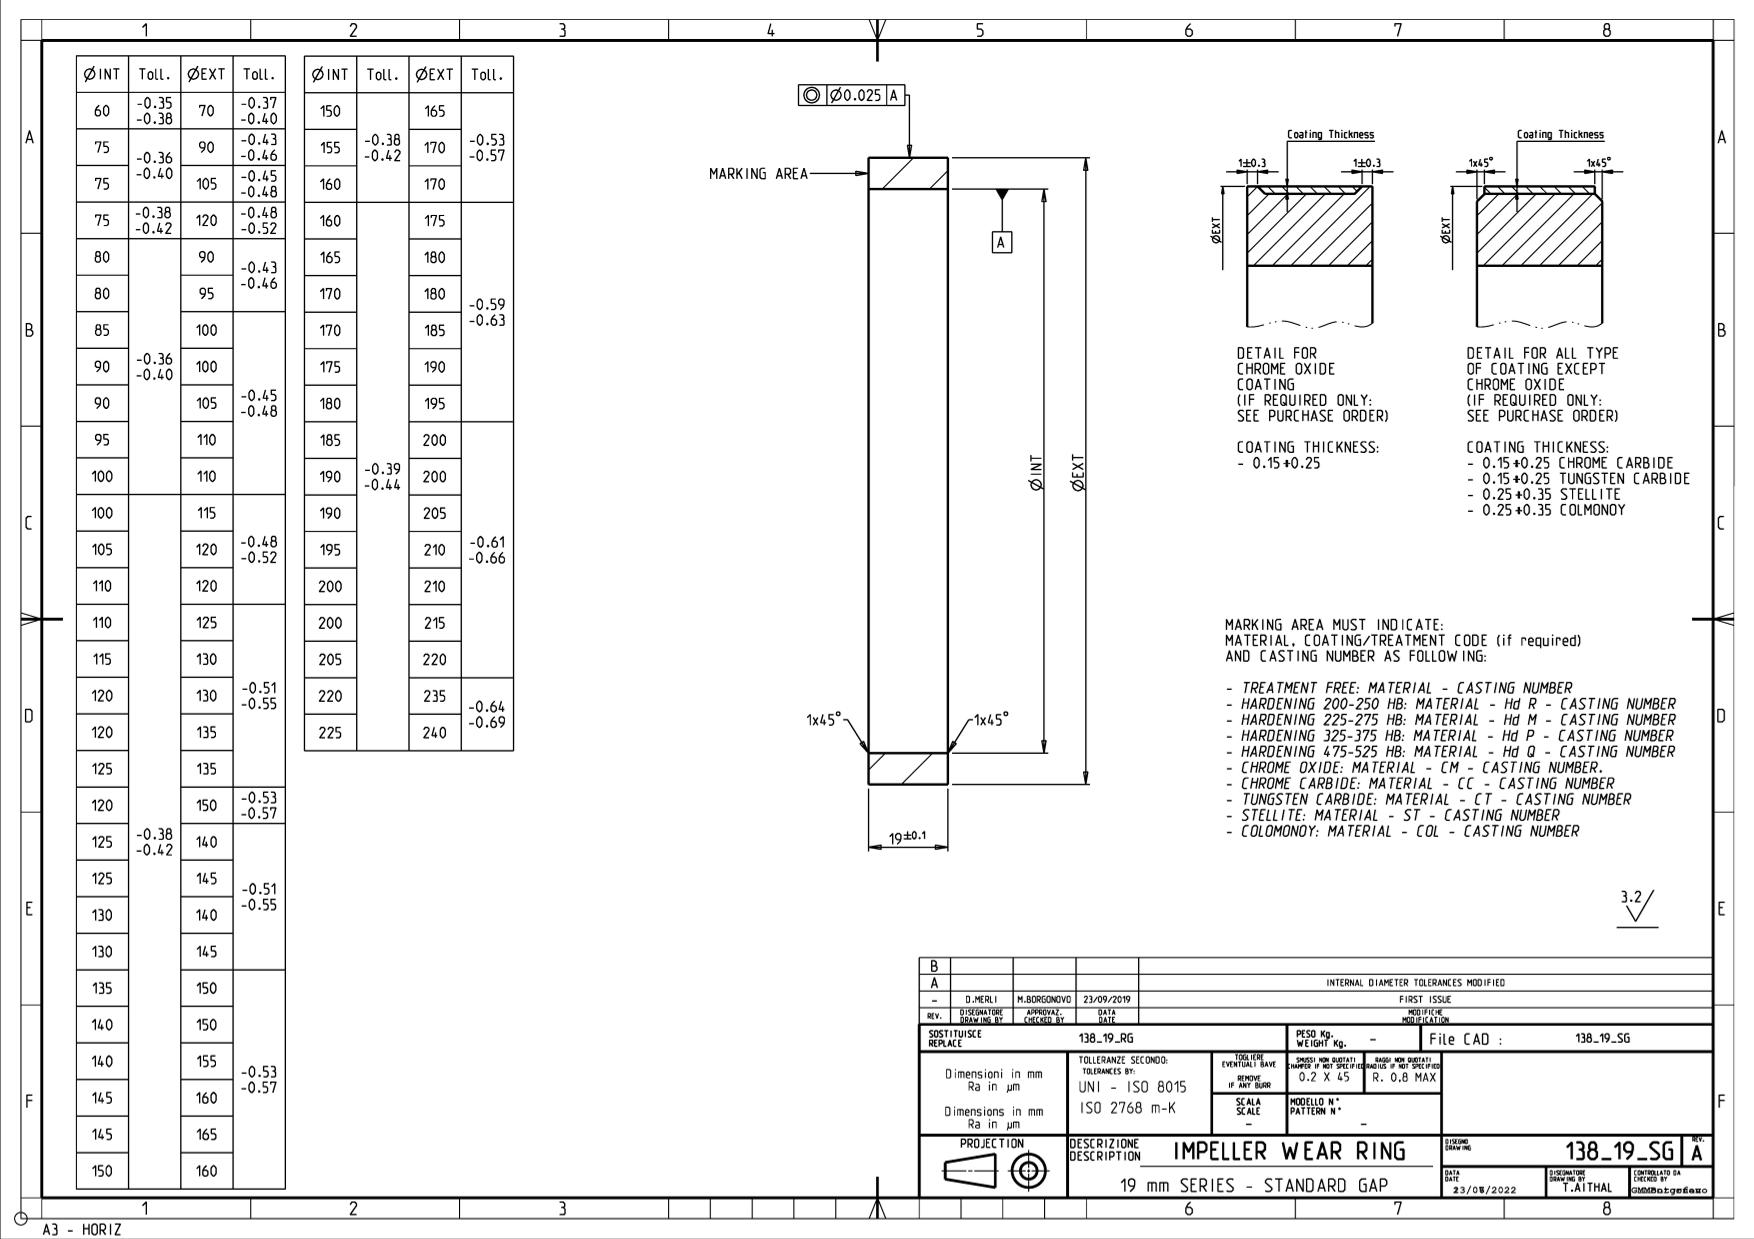 1 2 3 4 5 6 7 8
A
B
C
D
E
F
ØINT Toll. ØEXT Toll.
60 -0.35 -0.38 70 -0.37 -0.40
75 -0.36 -0.40 90 -0.43 -0.46
75 105 -0.45 -0.48
75 -0.38 -0.42 120 -0.48 -0.52
80 90 -0.43 -0.46
80 95
85 100
90 -0.36 -0.40 100
90 105 -0.45 -0.48
95 110
100 110
100 115
105 120 -0.48 -0.52
110 120
110 125
115 130
120 130 -0.51 -0.55
120 135
125 135
120 150 -0.53 -0.57
125 -0.38 -0.42 140
125 145 -0.51 -0.55
130 140
130 145
135 150
140 150
140 155 -0.53 -0.57
145 160
145 165
150 160
ØINT Toll. ØEXT Toll.
150 165
155 -0.38 -0.42 170 -0.53 -0.57
160 170
160 175
165 180
170 180 -0.59 -0.63
170 185
175 190
180 195
185 200
190 -0.39 -0.44 200
190 205
195 210 -0.61 -0.66
200 210
200 215
205 220
220 235 -0.64 -0.69
225 240
Ø0.025 A
MARKING AREA
A
ØINT
ØEXT
1x45° 1x45°
19±0.1
Coating Thickness
1±0.3 1±0.3
ØEXT
DETAIL FOR
CHROME OXIDE
COATING
(IF REQUIRED ONLY:
SEE PURCHASE ORDER)
COATING THICKNESS:
- 0.15+0.25
Coating Thickness
1x45° 1x45°
ØEXT
DETAIL FOR ALL TYPE
OF COATING EXCEPT
CHROME OXIDE
(IF REQUIRED ONLY:
SEE PURCHASE ORDER)
COATING THICKNESS:
- 0.15+0.25 CHROME CARBIDE
- 0.15+0.25 TUNGSTEN CARBIDE
- 0.25+0.35 STELLITE
- 0.25+0.35 COLMONOY
MARKING AREA MUST INDICATE:
MATERIAL, COATING/TREATMENT CODE (if required)
AND CASTING NUMBER AS FOLLOWING:
- TREATMENT FREE: MATERIAL - CASTING NUMBER
- HARDENING 200-250 HB: MATERIAL - Hd R - CASTING NUMBER
- HARDENING 225-275 HB: MATERIAL - Hd M - CASTING NUMBER
- HARDENING 325-375 HB: MATERIAL - Hd P - CASTING NUMBER
- HARDENING 475-525 HB: MATERIAL - Hd Q - CASTING NUMBER
- CHROME OXIDE: MATERIAL - CM - CASTING NUMBER.
- CHROME CARBIDE: MATERIAL - CC - CASTING NUMBER
- TUNGSTEN CARBIDE: MATERIAL - CT - CASTING NUMBER
- STELLITE: MATERIAL - ST - CASTING NUMBER
- COLOMONOY: MATERIAL - COL - CASTING NUMBER
3.2
B
A INTERNAL DIAMETER TOLERANCES MODIFIED
- D.MERLI M.BORGONOVO 23/09/2019 FIRST ISSUE
REV. DISEGNATORE DRAWING BY APPROVAZ. CHECKED BY DATA DATE MODIFICHE MODIFICATION
SOSTITUISCE REPLACE 138_19_RG
PESO Kg. WEIGHT Kg. -
File CAD : 138_19_SG
Dimensioni in mm
Ra in µm
Dimensions in mm
Ra in µm
TOLLERANZE SECONDO:
TOLERANCES BY:
UNI - ISO 8015
ISO 2768 m-K
TOGLIERE
EVENTUALI BAVE
REMOVE
IF ANY BURR
SMUSSI NON QUOTATI
CHAMFER IF NOT SPECIFIED
0.2 X 45
RAGGI NON QUOTATI
RADIUS IF NOT SPECIFIED
R. 0.8 MAX
SCALA
SCALE
-
MODELLO N°
PATTERN N°
-
PROJECTION
DESCRIZIONE
DESCRIPTION
IMPELLER WEAR RING
19 mm SERIES - STANDARD GAP
DISEGNO
DRAWING
138_19_SG
REV.
A
DATA
DATE
DISEGNATORE
DRAWING BY
T.AITHAL
CONTROLLATO DA
CHECKED BY
1 2 3 6 7 8
A
B
C
D
E
F
A3 - HORIZ